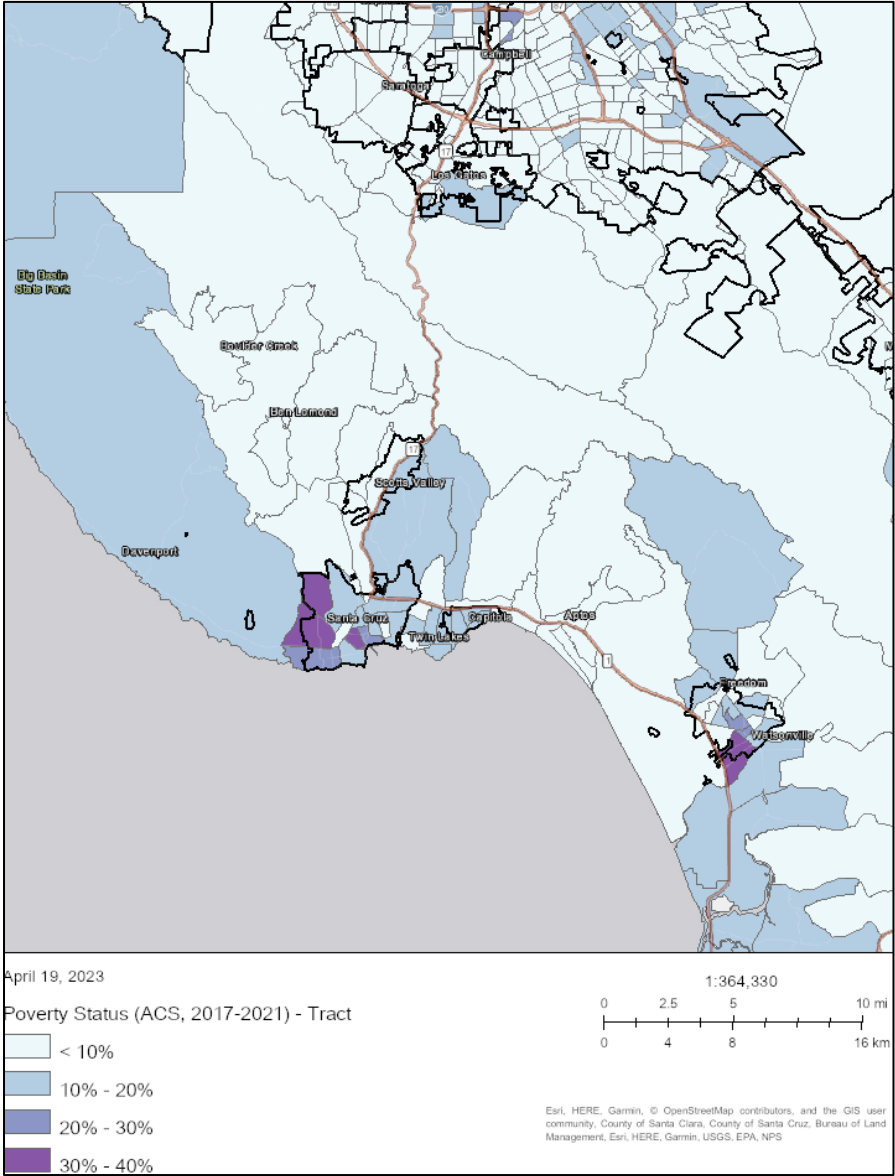 87
Campbell
Saratoga
17
Los Gatos
Big Basin
State Park
Boulder Creek
Ben Lomond
17
Scotts Valley
Davenport
Santa Cruz
Twin Lakes
Capitola
Aptos
1
Freedom
Watsonville
April 19, 2023
Poverty Status (ACS, 2017-2021) - Tract
< 10%
10% - 20%
20% - 30%
30% - 40%
1:364,330
0 2.5 5 10 mi
0 4 8 16 km
Esri, HERE, Garmin, © OpenStreetMap contributors, and the GIS user
community, County of Santa Clara, County of Santa Cruz, Bureau of Land
Management, Esri, HERE, Garmin, USGS, EPA, NPS